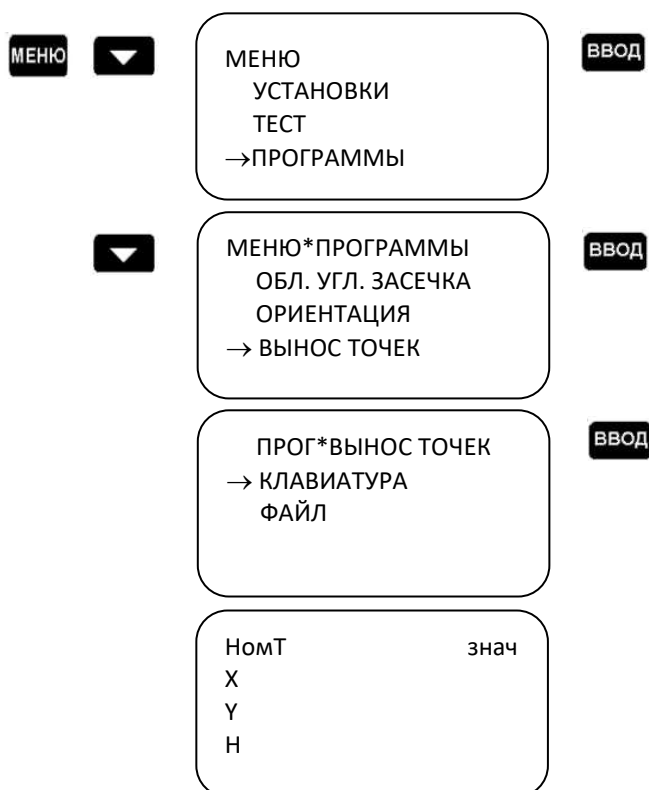 МЕНЮ
МЕНЮ
УСТАНОВКИ
ТЕСТ
→ПРОГРАММЫ
ВВОД
МЕНЮ*ПРОГРАММЫ
ОБЛ. УГЛ. ЗАСЕЧКА
ОРИЕНТАЦИЯ
→ ВЫНОС ТОЧЕК
ВВОД
ПРОГ*ВЫНОС ТОЧЕК
→ КЛАВИАТУРА
ФАЙЛ
ВВОД
НомТ знач
X
Y
H